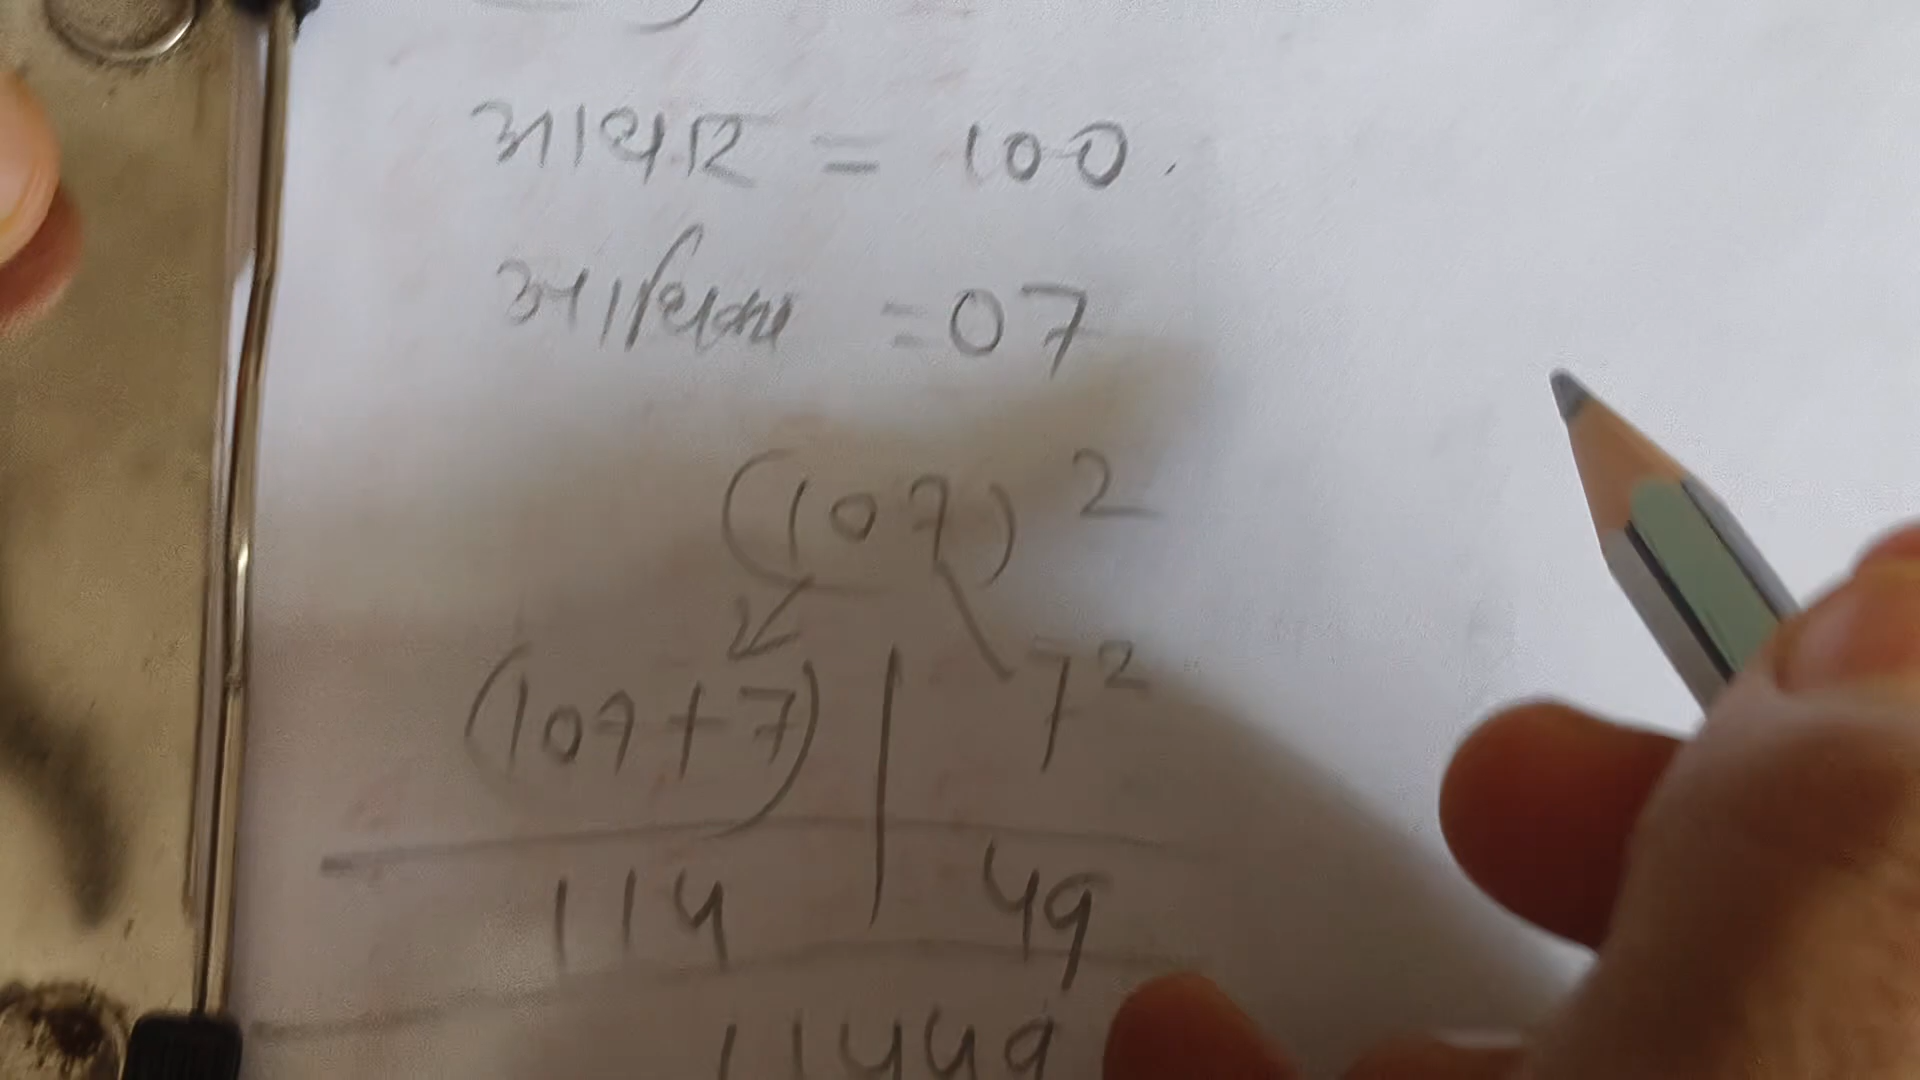 आधार = 100.
आधिक्य = 07
(107)²
(107+7) | 7²
114 | 49
11449